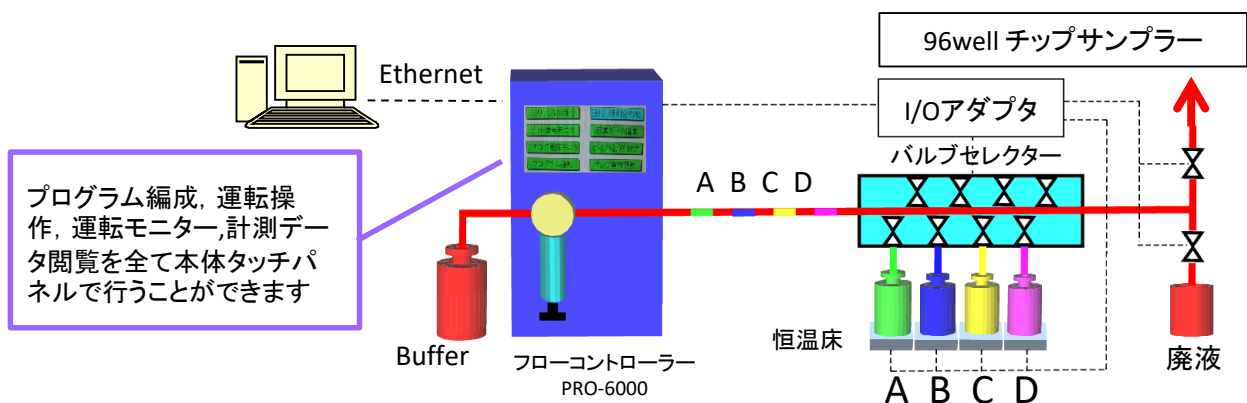 96well チップサンプラー
Ethernet
I/Oアダプタ
バルブセレクター
プログラム編成，運転操
作，運転モニター,計測デー
タ閲覧を全て本体タッチパ
ネルで行うことができます
A B C D
Buffer
フローコントローラー
PRO-6000
恒温床
A B C D
廃液